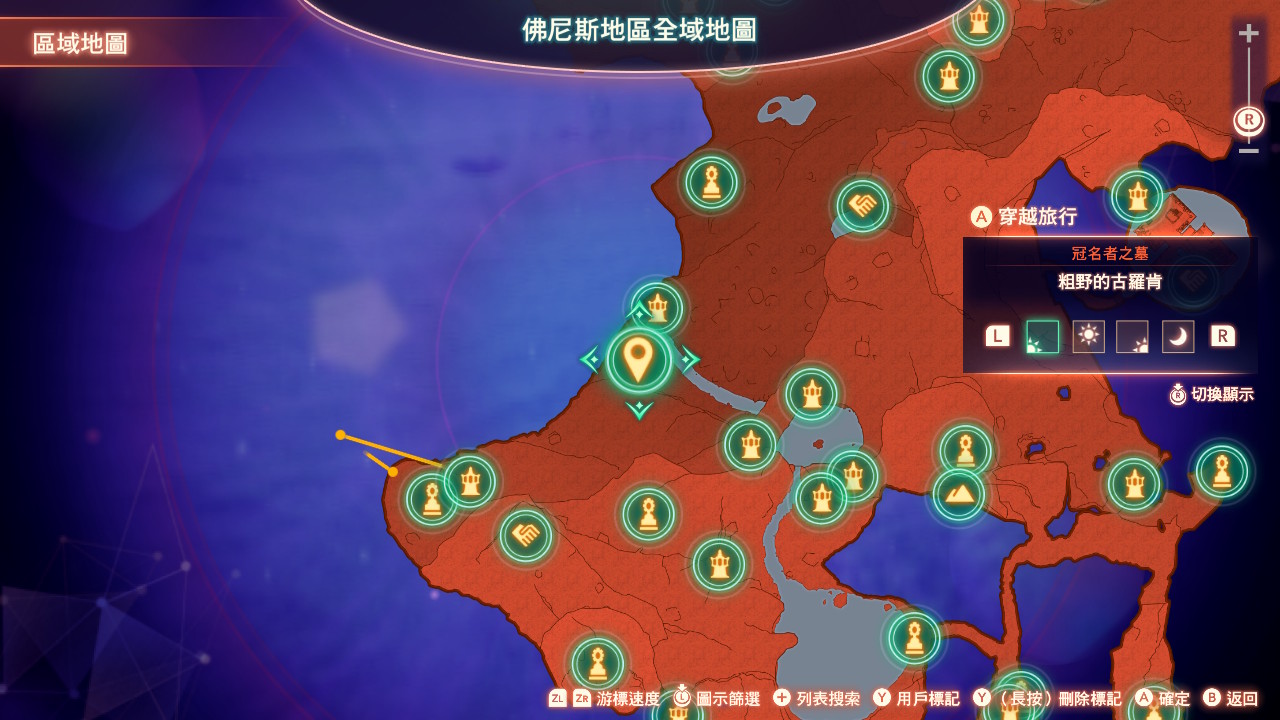 佛尼斯地區全域地圖
區域地圖
R
A 穿越旅行
冠名者之墓
粗野的古羅肯
L R
R 切換顯示
ZL ZR 游標速度 L 圖示篩選 + 列表搜索 Y 用戶標記 Y （長按）刪除標記 A 確定 B 返回